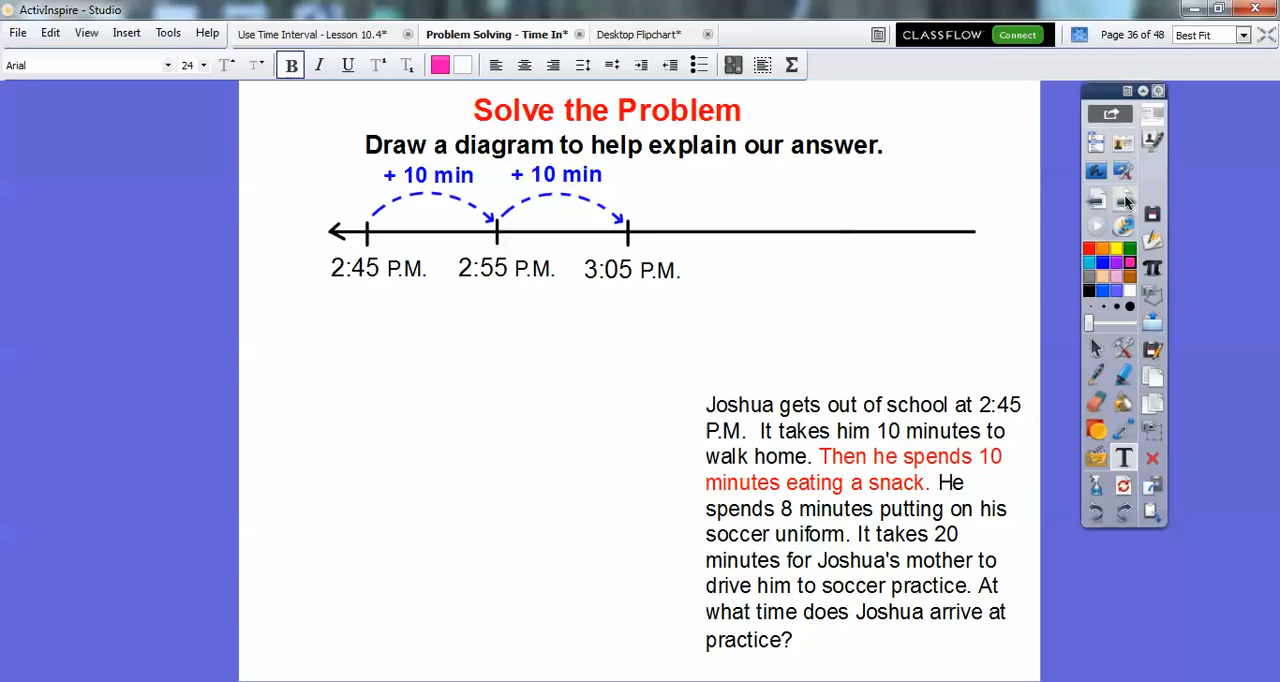 ActivInspire - Studio
File Edit View Insert Tools Help
Use Time Interval - Lesson 10.4* Problem Solving - Time In* Desktop Flipchart*
CLASSFLOW Connect
Page 36 of 48 Best Fit
Arial 24
Solve the Problem
Draw a diagram to help explain our answer.
+ 10 min + 10 min
2:45 P.M. 2:55 P.M. 3:05 P.M.
Joshua gets out of school at 2:45
P.M. It takes him 10 minutes to
walk home. Then he spends 10
minutes eating a snack. He
spends 8 minutes putting on his
soccer uniform. It takes 20
minutes for Joshua's mother to
drive him to soccer practice. At
what time does Joshua arrive at
practice?